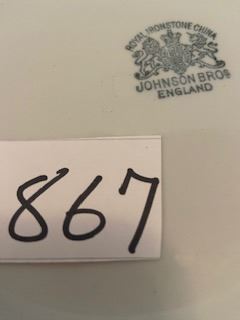 ROYAL IRONSTONE CHINA
JOHNSON BROS
ENGLAND
867